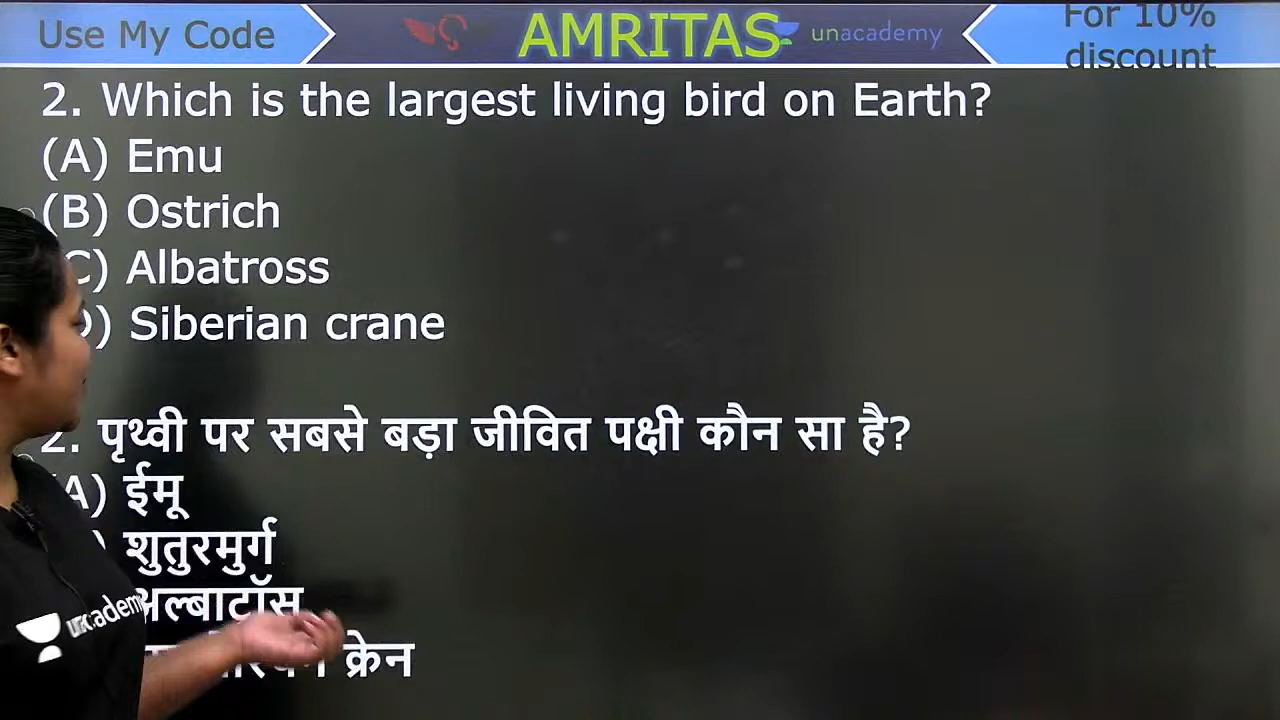 Use My Code
AMRITAS
unacademy
For 10%
discount
2. Which is the largest living bird on Earth?
(A) Emu
(B) Ostrich
C) Albatross
) Siberian crane
2. पृथ्वी पर सबसे बड़ा जीवित पक्षी कौन सा है?
A) ईमू
) शुतुरमुर्ग
अल्बाटॉस
क्रेन
unacademy